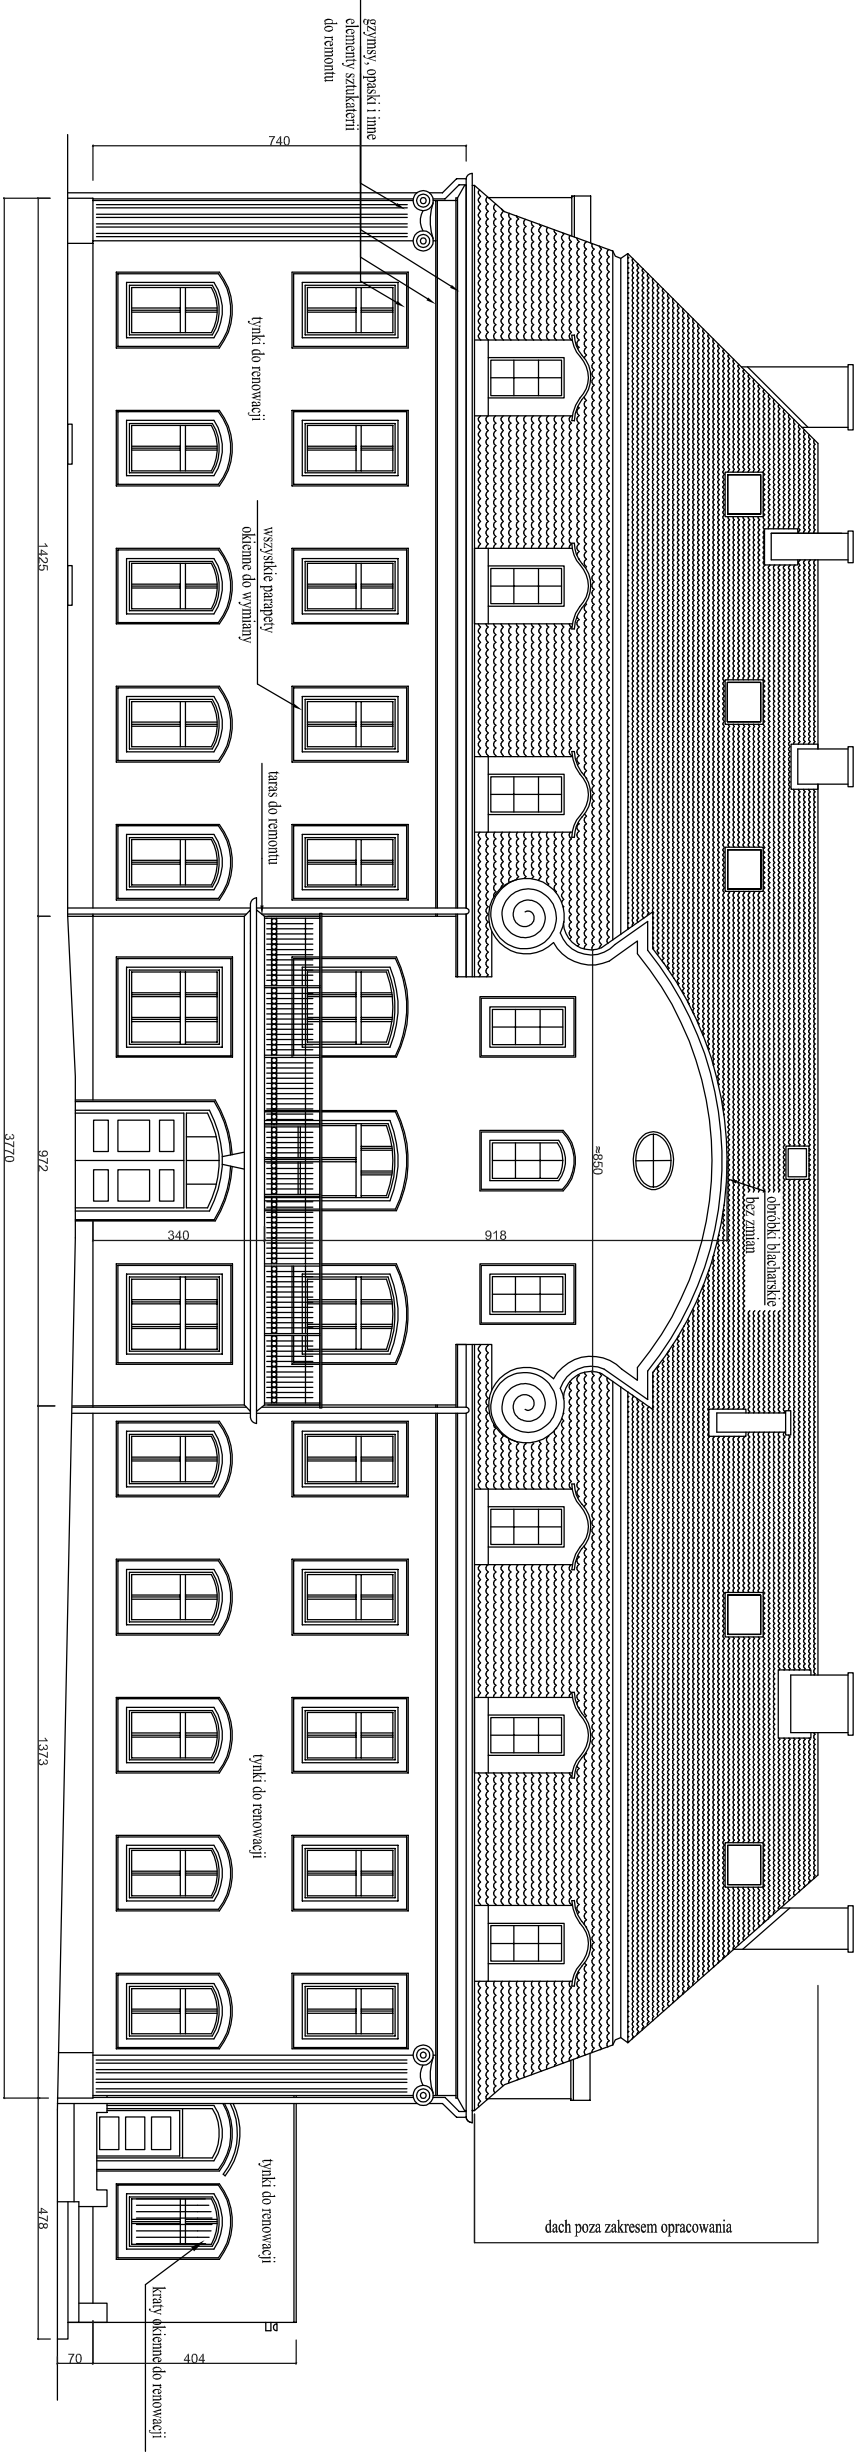 gzymsy, opaski i inne
elementy sztukaterii
do remontu
740
tynki do renowacji
wszystkie parapety
okienne do wymiany
taras do remontu
1425
972
3770
340
918
≈850
obróbki blacharskie
bez zmian
1373
tynki do renowacji
478
tynki do renowacji
kraty okienne do renowacji
70
404
dach poza zakresem opracowania